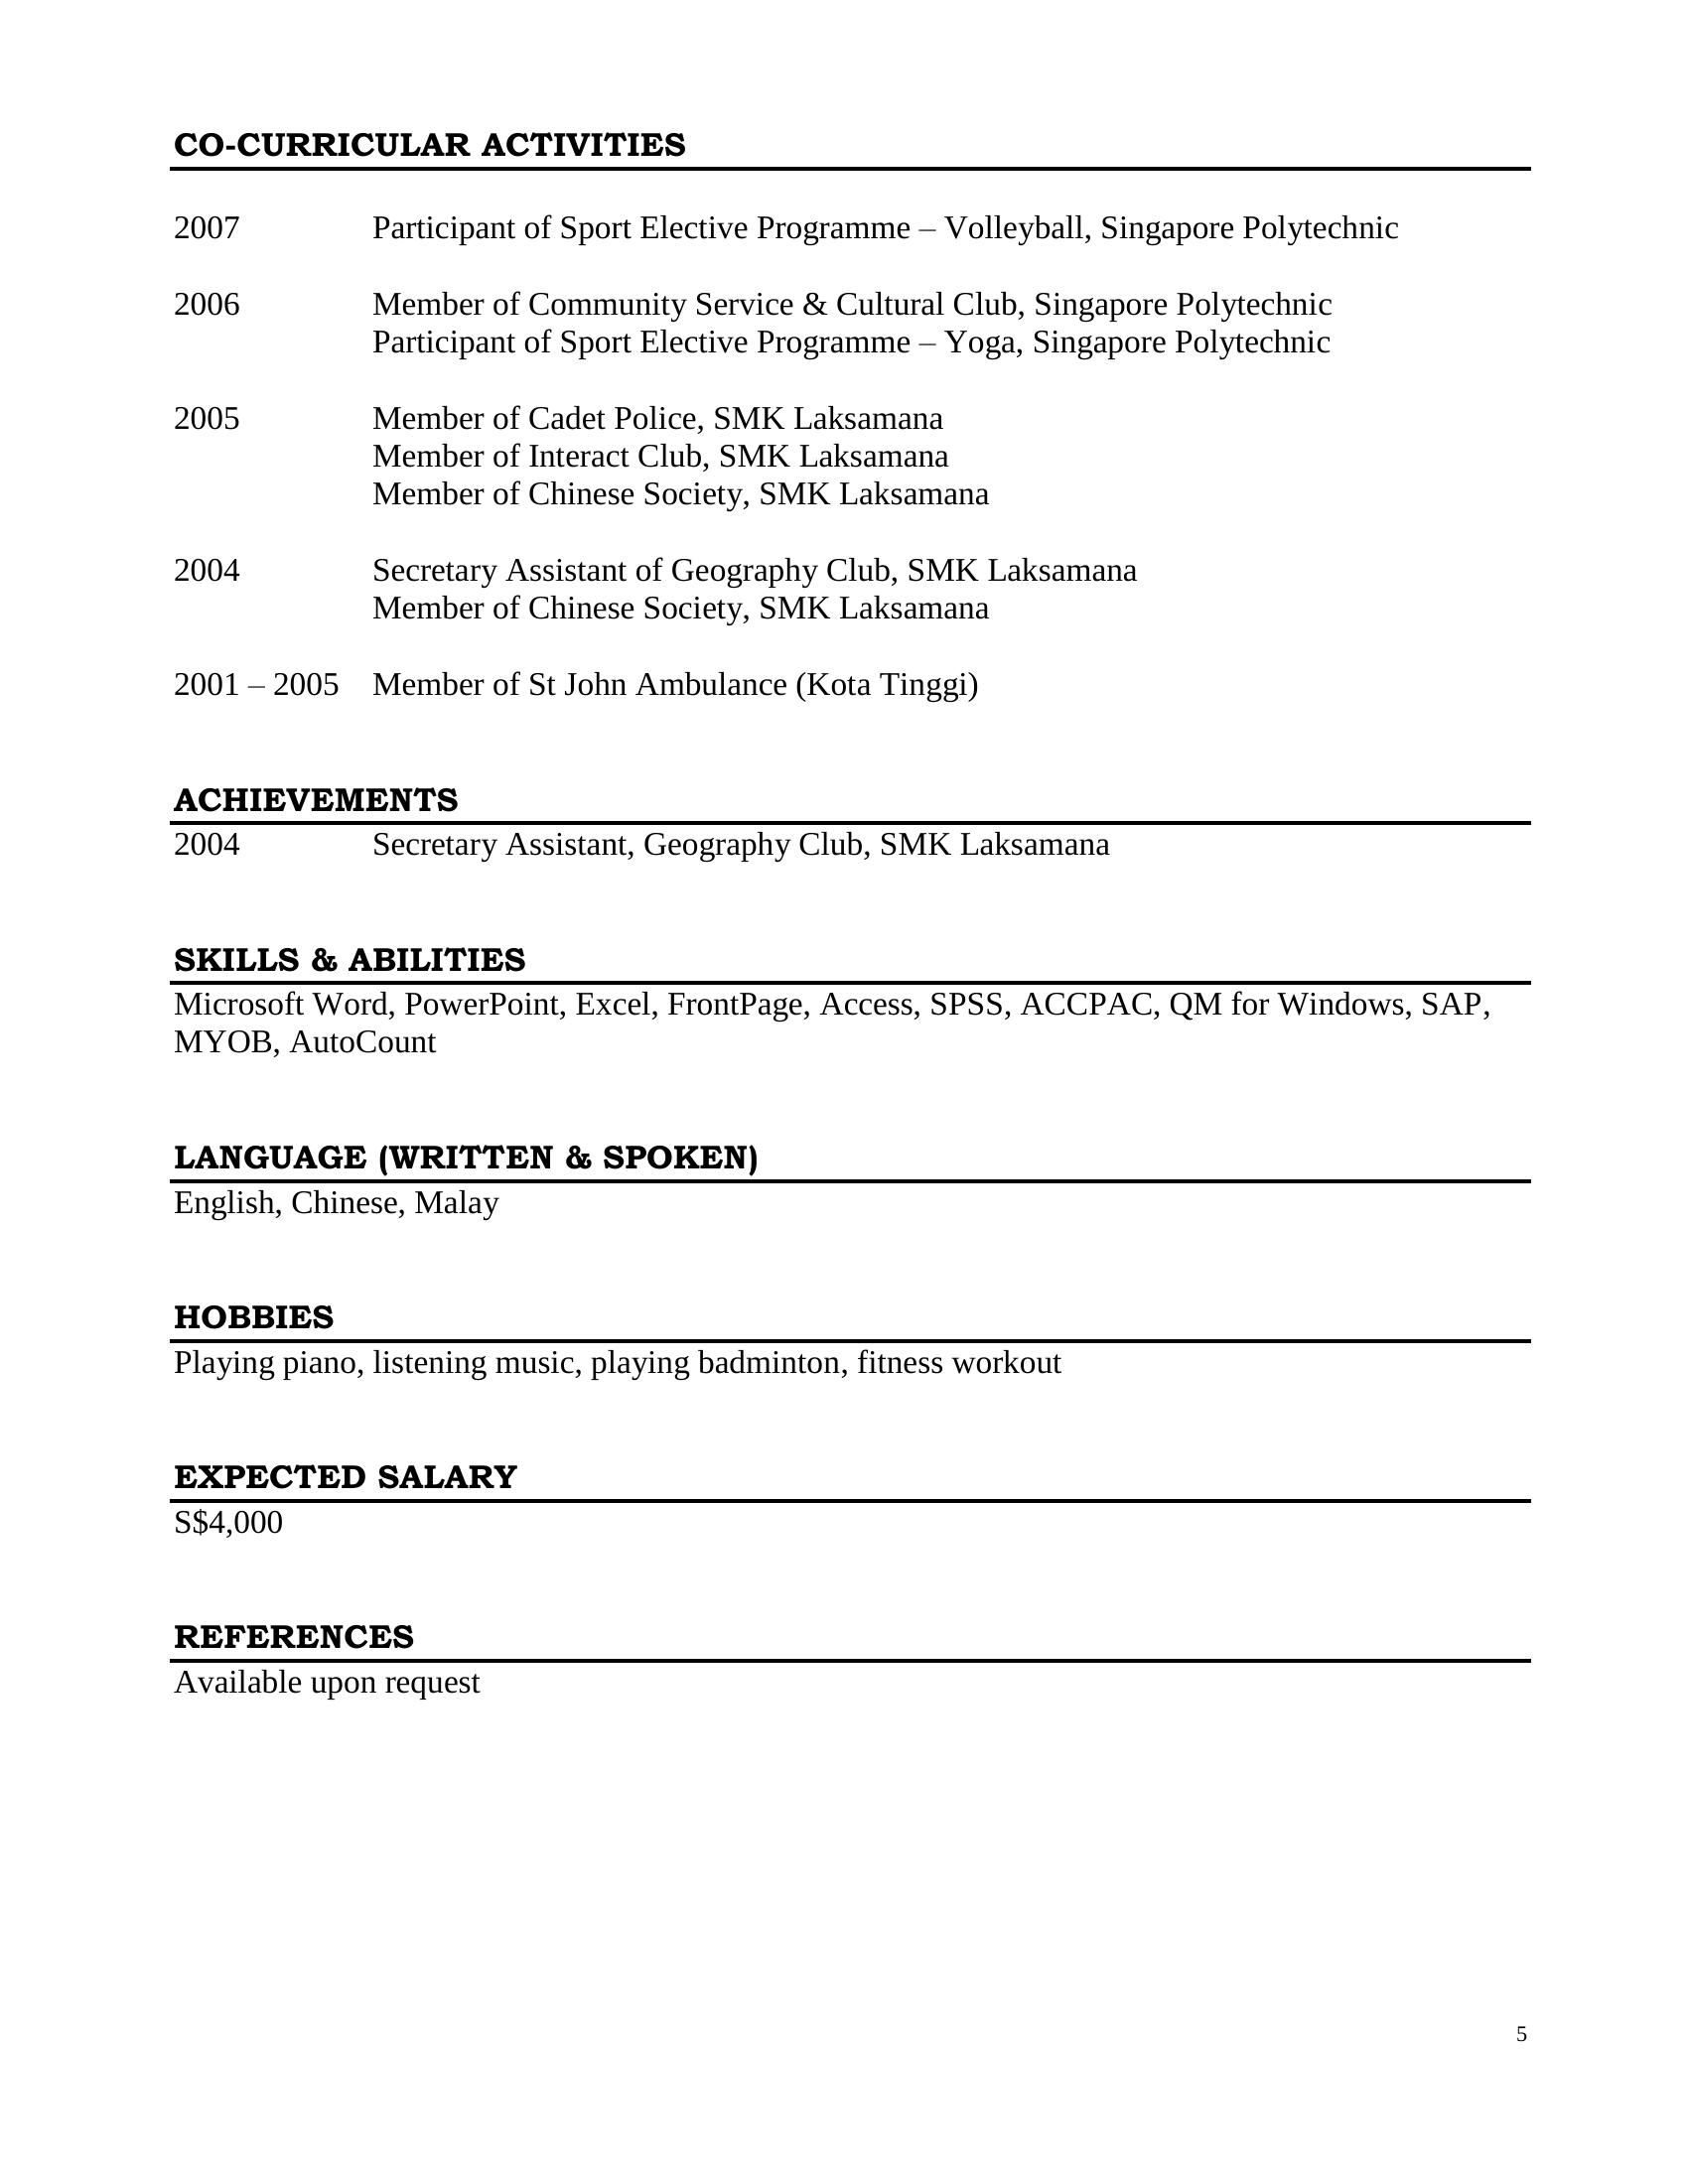 CO-CURRICULAR ACTIVITIES
2007 Participant of Sport Elective Programme – Volleyball, Singapore Polytechnic
2006 Member of Community Service & Cultural Club, Singapore Polytechnic
Participant of Sport Elective Programme – Yoga, Singapore Polytechnic
2005 Member of Cadet Police, SMK Laksamana
Member of Interact Club, SMK Laksamana
Member of Chinese Society, SMK Laksamana
2004 Secretary Assistant of Geography Club, SMK Laksamana
Member of Chinese Society, SMK Laksamana
2001 – 2005 Member of St John Ambulance (Kota Tinggi)
ACHIEVEMENTS
2004 Secretary Assistant, Geography Club, SMK Laksamana
SKILLS & ABILITIES
Microsoft Word, PowerPoint, Excel, FrontPage, Access, SPSS, ACCPAC, QM for Windows, SAP,
MYOB, AutoCount
LANGUAGE (WRITTEN & SPOKEN)
English, Chinese, Malay
HOBBIES
Playing piano, listening music, playing badminton, fitness workout
EXPECTED SALARY
S$4,000
REFERENCES
Available upon request
5